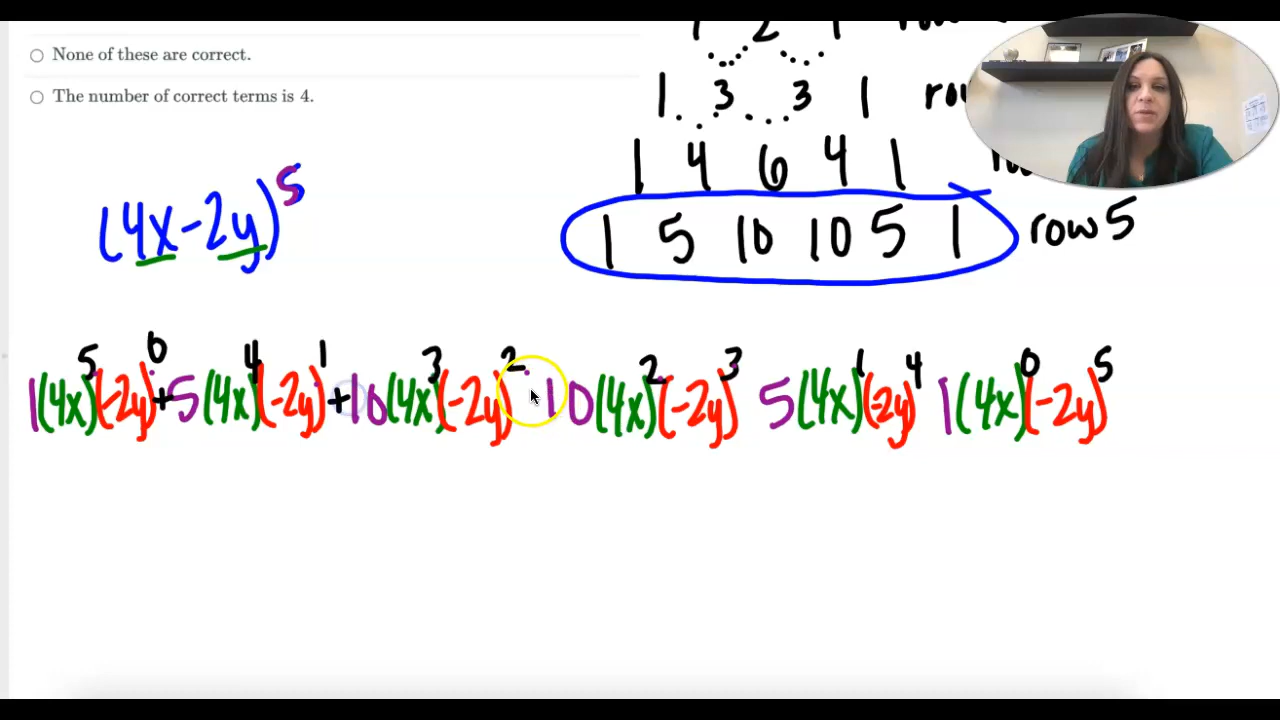 1 2 1
None of these are correct.
1 3 3 1
The number of correct terms is 4.
1 4 6 4 1
(4x-2y)^5
1 5 10 10 5 1 row 5
1(4x)^5(-2y)^0+5(4x)^4(-2y)^1+10(4x)^3(-2y)^2 10(4x)^2(-2y)^3 5(4x)^1(-2y)^4 1(4x)^0(-2y)^5